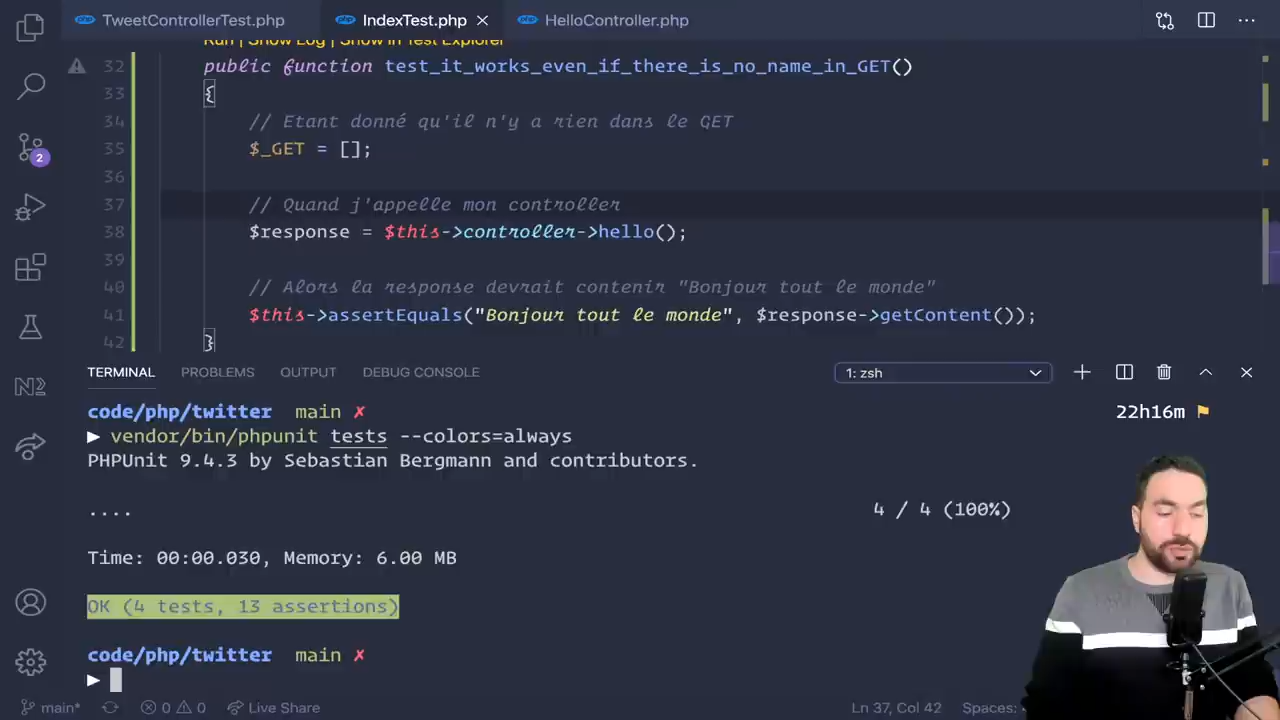 TweetControllerTest.php
IndexTest.php
HelloController.php
Run | Show Log | Show in Test Explorer
32 public function test_it_works_even_if_there_is_no_name_in_GET()
33 {
34 // Etant donné qu'il n'y a rien dans le GET
35 $_GET = [];
36
37 // Quand j'appelle mon controller
38 $response = $this->controller->hello();
39
40 // Alors la response devrait contenir "Bonjour tout le monde"
41 $this->assertEquals("Bonjour tout le monde", $response->getContent());
42 }
2
TERMINAL PROBLEMS OUTPUT DEBUG CONSOLE 1: zsh
code/php/twitter main ✗ 22h16m
▶ vendor/bin/phpunit tests --colors=always
PHPUnit 9.4.3 by Sebastian Bergmann and contributors.
.... 4 / 4 (100%)
Time: 00:00.030, Memory: 6.00 MB
OK (4 tests, 13 assertions)
code/php/twitter main ✗
▶
main* 0 0 Live Share Ln 37, Col 42 Spaces: